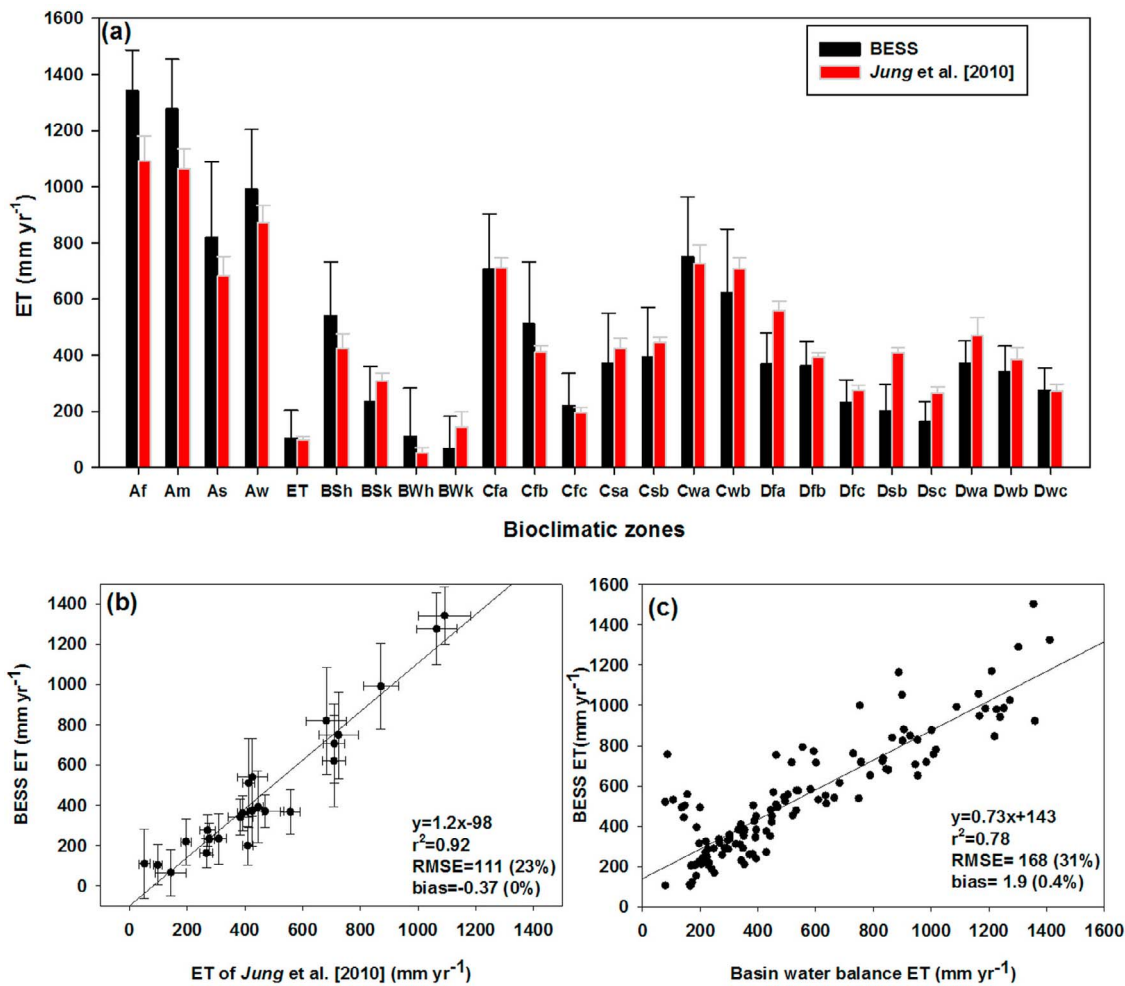 (a)
BESS
Jung et al. [2010]
1600
1400
1200
1000
800
600
400
200
0
ET (mm yr⁻¹)
Af Am As Aw ET BSh BSk BWh BWk Cfa Cfb Cfc Csa Csb Cwa Cwb Dfa Dfb Dfc Dsb Dsc Dwa Dwb Dwc
Bioclimatic zones
(b)
1400
1200
1000
800
600
400
200
0
BESS ET (mm yr⁻¹)
y=1.2x-98
r²=0.92
RMSE=111 (23%)
bias=-0.37 (0%)
0 200 400 600 800 1000 1200 1400
ET of Jung et al. [2010] (mm yr⁻¹)
(c)
1600
1400
1200
1000
800
600
400
200
0
BESS ET(mm yr⁻¹)
y=0.73x+143
r²=0.78
RMSE= 168 (31%)
bias= 1.9 (0.4%)
0 200 400 600 800 1000 1200 1400 1600
Basin water balance ET (mm yr⁻¹)